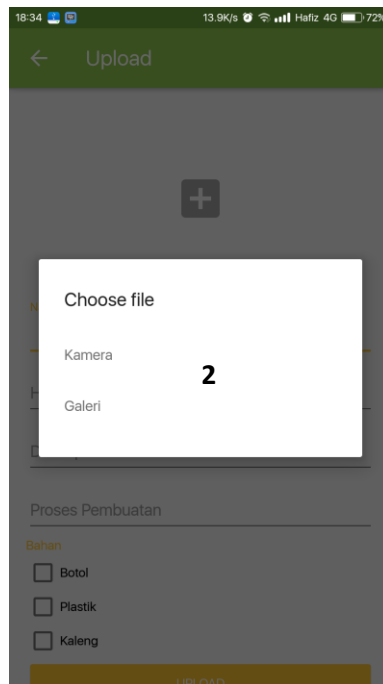 18:34 13.9K/s Hafiz 4G 72%
Upload
Choose file
Kamera
2
Galeri
Proses Pembuatan
Bahan
Botol
Plastik
Kaleng
UPLOAD